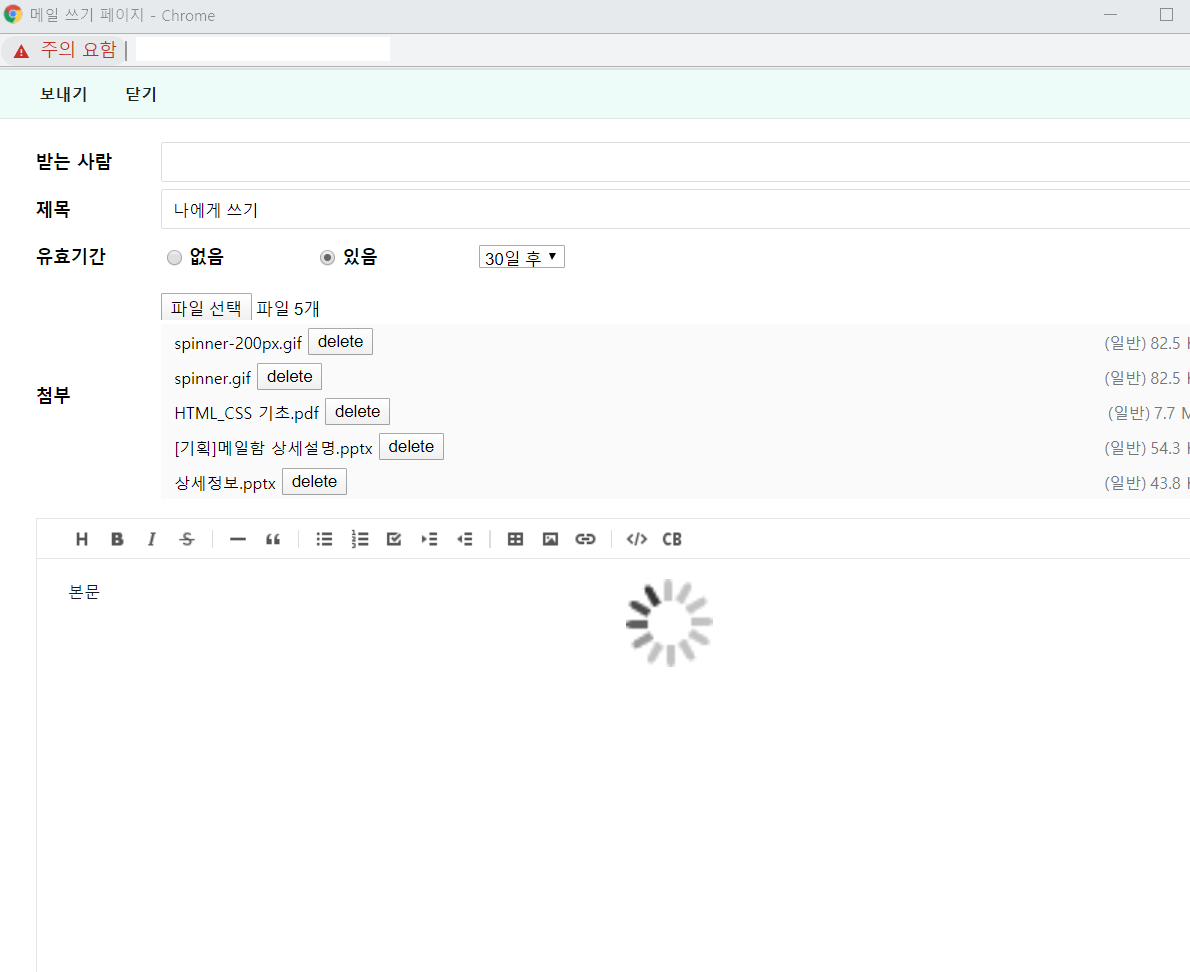 메일 쓰기 페이지 - Chrome
주의 요함 |
보내기 닫기
받는 사람
제목 나에게 쓰기
유효기간 없음 있음 30일 후
파일 선택 파일 5개
spinner-200px.gif delete (일반) 82.5
spinner.gif delete (일반) 82.5
첨부
HTML_CSS 기초.pdf delete (일반) 7.7 M
[기획]메일함 상세설명.pptx delete (일반) 54.3
상세정보.pptx delete (일반) 43.8
H B I S </> CB
본문